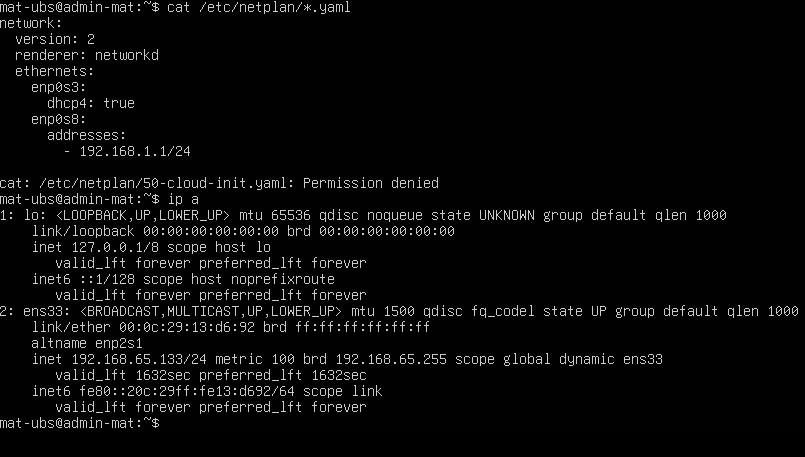 mat-ubs@admin-mat:~$ cat /etc/netplan/*.yaml
network:
  version: 2
  renderer: networkd
  ethernets:
    enp0s3:
      dhcp4: true
    enp0s8:
      addresses:
        - 192.168.1.1/24

cat: /etc/netplan/50-cloud-init.yaml: Permission denied
mat-ubs@admin-mat:~$ ip a
1: lo: <LOOPBACK,UP,LOWER_UP> mtu 65536 qdisc noqueue state UNKNOWN group default qlen 1000
    link/loopback 00:00:00:00:00:00 brd 00:00:00:00:00:00
    inet 127.0.0.1/8 scope host lo
       valid_lft forever preferred_lft forever
    inet6 ::1/128 scope host noprefixroute
       valid_lft forever preferred_lft forever
2: ens33: <BROADCAST,MULTICAST,UP,LOWER_UP> mtu 1500 qdisc fq_codel state UP group default qlen 1000
    link/ether 00:0c:29:13:d6:92 brd ff:ff:ff:ff:ff:ff
    altname enp2s1
    inet 192.168.65.133/24 metric 100 brd 192.168.65.255 scope global dynamic ens33
       valid_lft 1632sec preferred_lft 1632sec
    inet6 fe80::20c:29ff:fe13:d692/64 scope link
       valid_lft forever preferred_lft forever
mat-ubs@admin-mat:~$